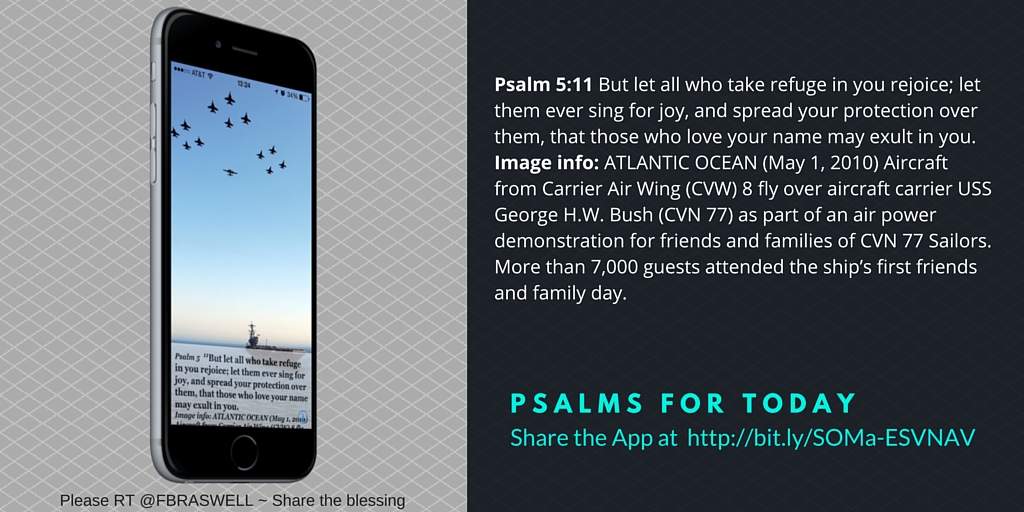 AT&T
13:24
34%
Psalm 5 11But let all who take refuge
in you rejoice; let them ever sing for
joy, and spread your protection over
them, that those who love your name
may exult in you.
Image info: ATLANTIC OCEAN (May 1, 2010)
Please RT @FBRASWELL ~ Share the blessing
Psalm 5:11 But let all who take refuge in you rejoice; let
them ever sing for joy, and spread your protection over
them, that those who love your name may exult in you.
Image info: ATLANTIC OCEAN (May 1, 2010) Aircraft
from Carrier Air Wing (CVW) 8 fly over aircraft carrier USS
George H.W. Bush (CVN 77) as part of an air power
demonstration for friends and families of CVN 77 Sailors.
More than 7,000 guests attended the ship’s first friends
and family day.
PSALMS FOR TODAY
Share the App at http://bit.ly/SOMa-ESVNAV